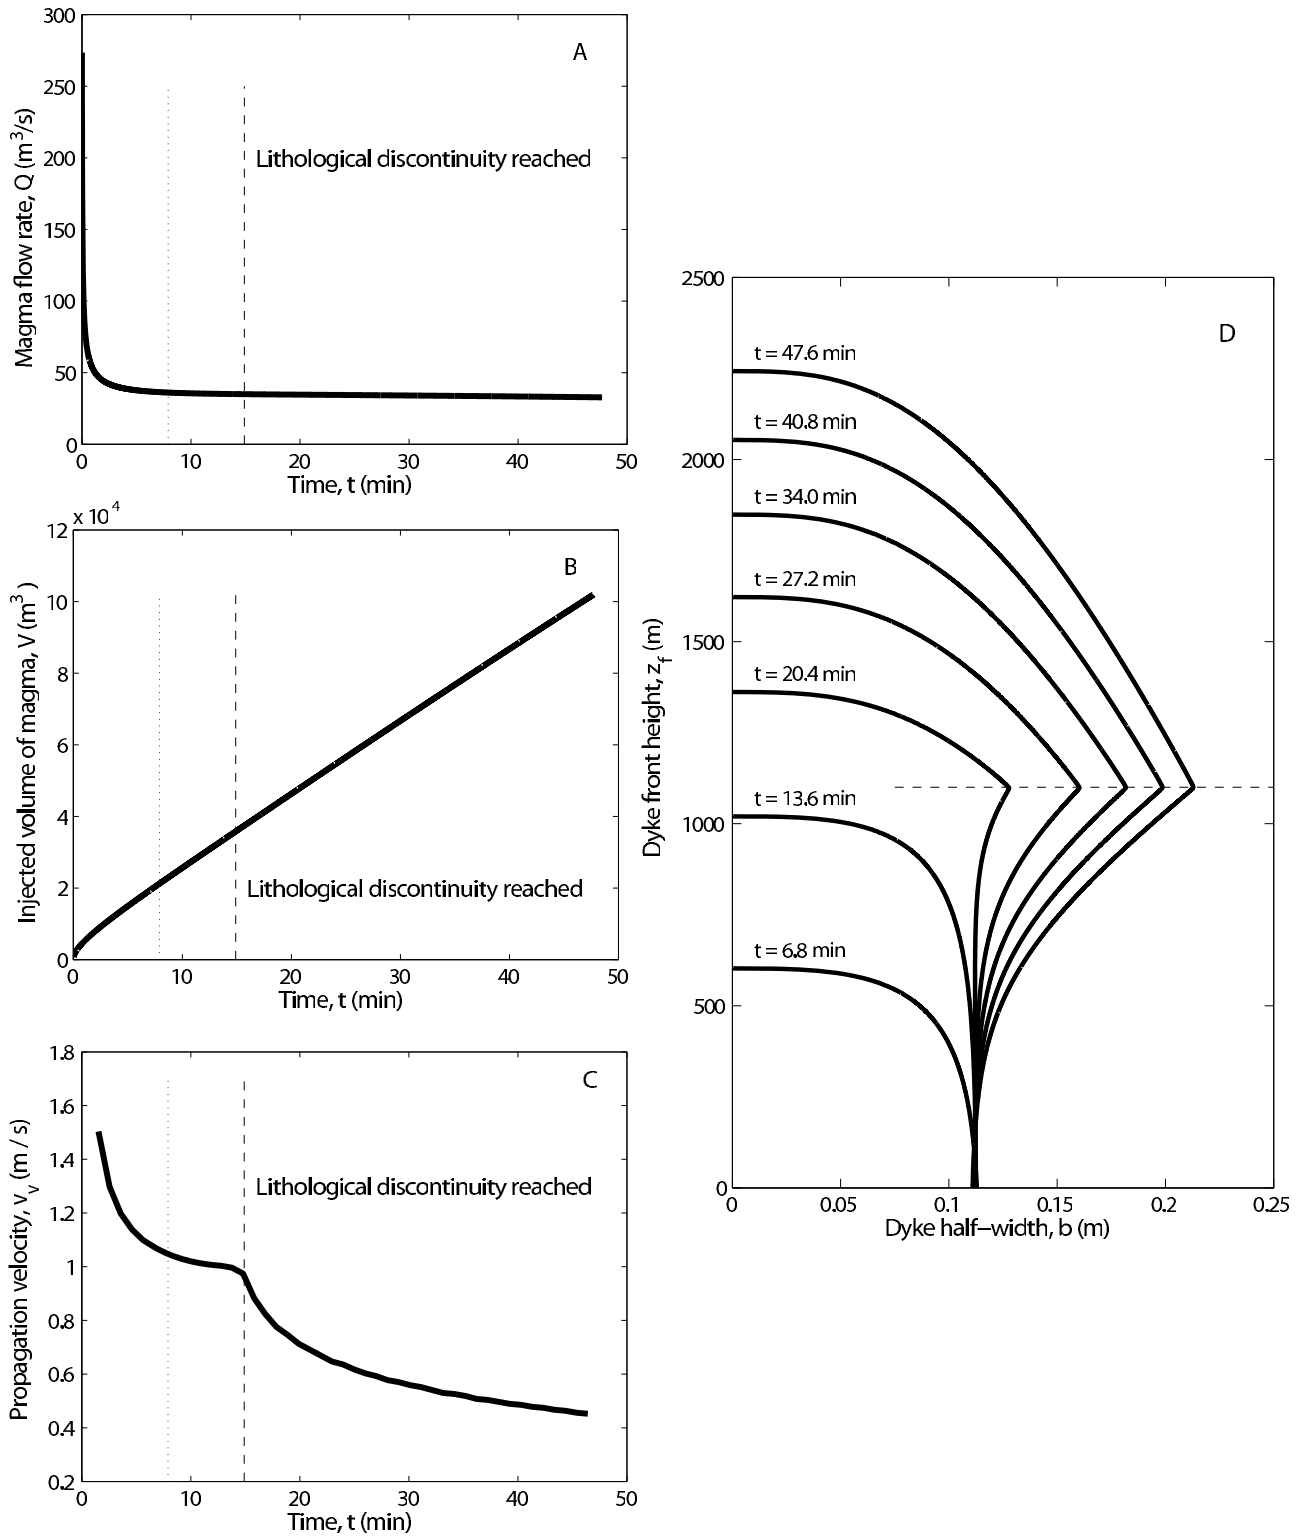 300
250
200
150
100
50
0
Magma flow rate, Q (m³/s)
A
Lithological discontinuity reached
0 10 20 30 40 50
Time, t (min)
x 10⁴
12
10
8
6
4
2
0
Injected volume of magma, V (m³ )
B
Lithological discontinuity reached
0 10 20 30 40 50
Time, t (min)
1.8
1.6
1.4
1.2
1
0.8
0.6
0.4
0.2
Propagation velocity, vᵥ (m / s)
C
Lithological discontinuity reached
0 10 20 30 40 50
Time, t (min)
2500
2000
1500
1000
500
0
Dyke front height, z_f (m)
D
t = 47.6 min
t = 40.8 min
t = 34.0 min
t = 27.2 min
t = 20.4 min
t = 13.6 min
t = 6.8 min
0 0.05 0.1 0.15 0.2 0.25
Dyke half−width, b (m)